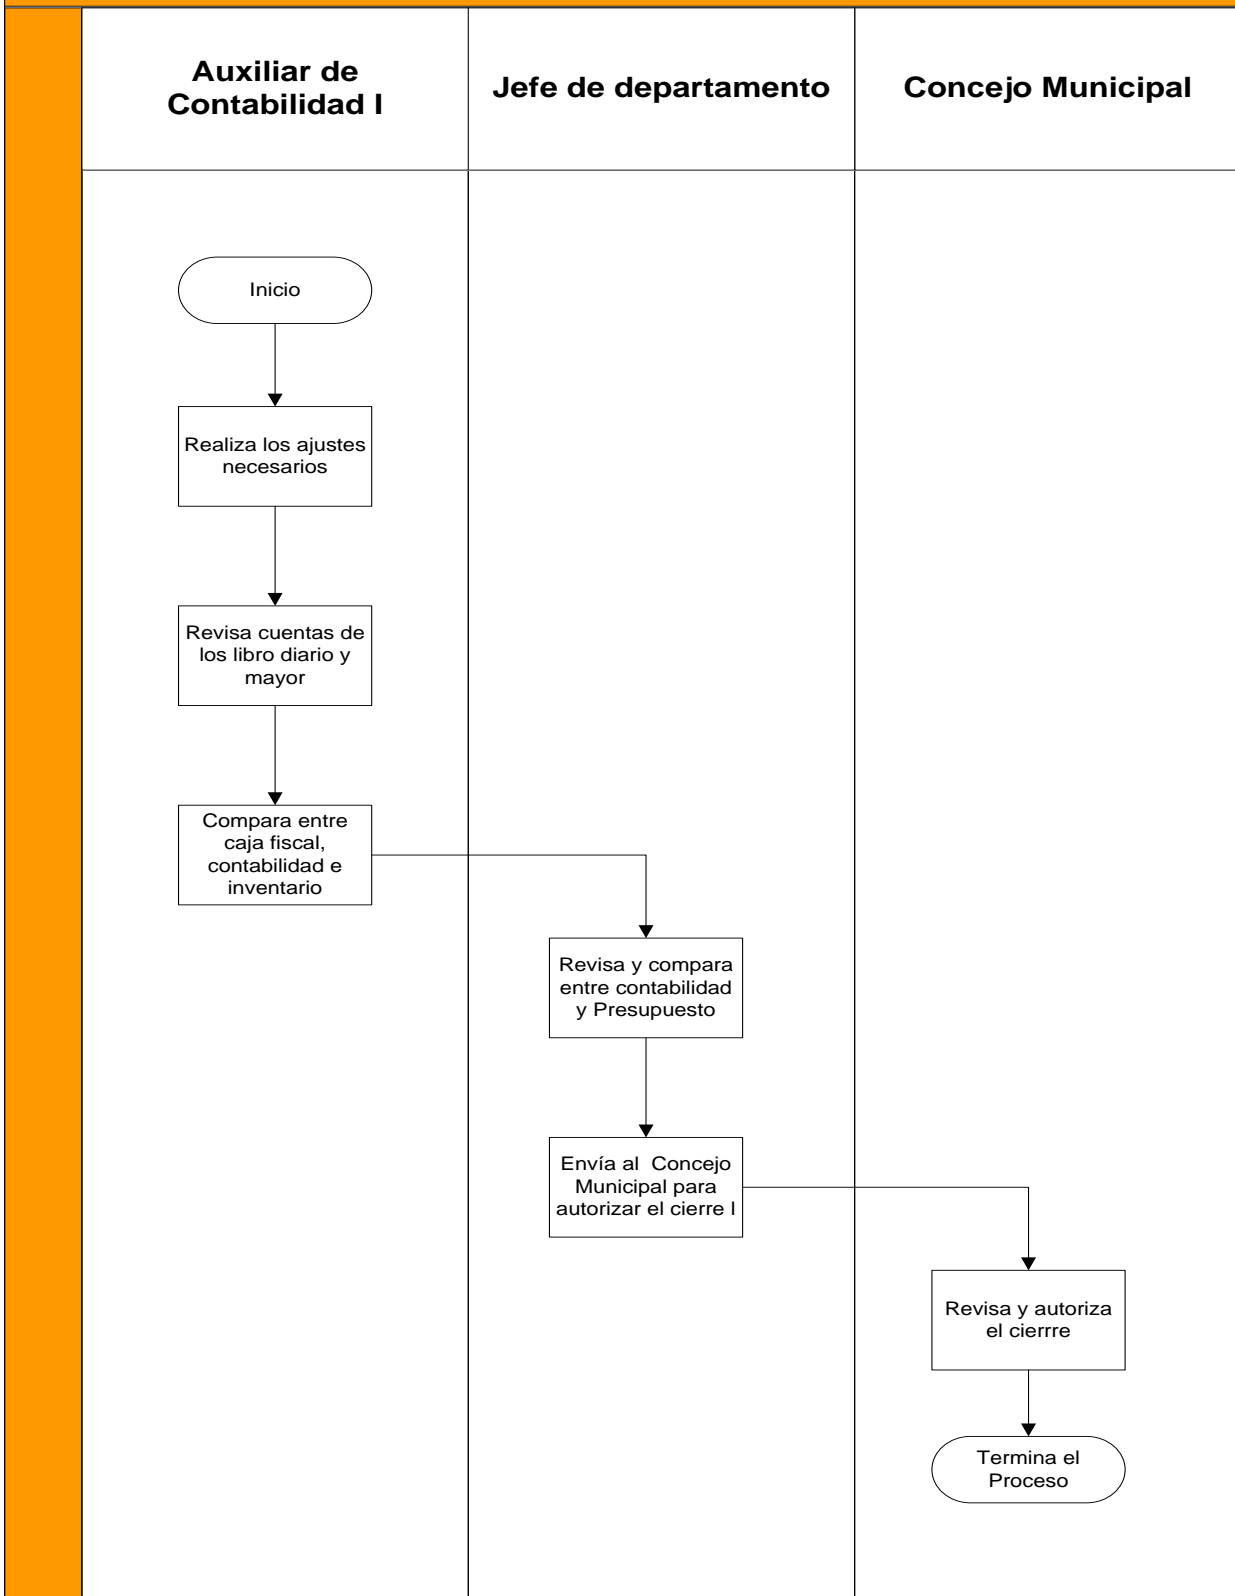 Auxiliar de
Contabilidad I
Jefe de departamento
Concejo Municipal
Inicio
Realiza los ajustes
necesarios
Revisa cuentas de
los libro diario y
mayor
Compara entre
caja fiscal,
contabilidad e
inventario
Revisa y compara
entre contabilidad
y Presupuesto
Envía al  Concejo
Municipal para
autorizar el cierre l
Revisa y autoriza
el cierrre
Termina el
Proceso